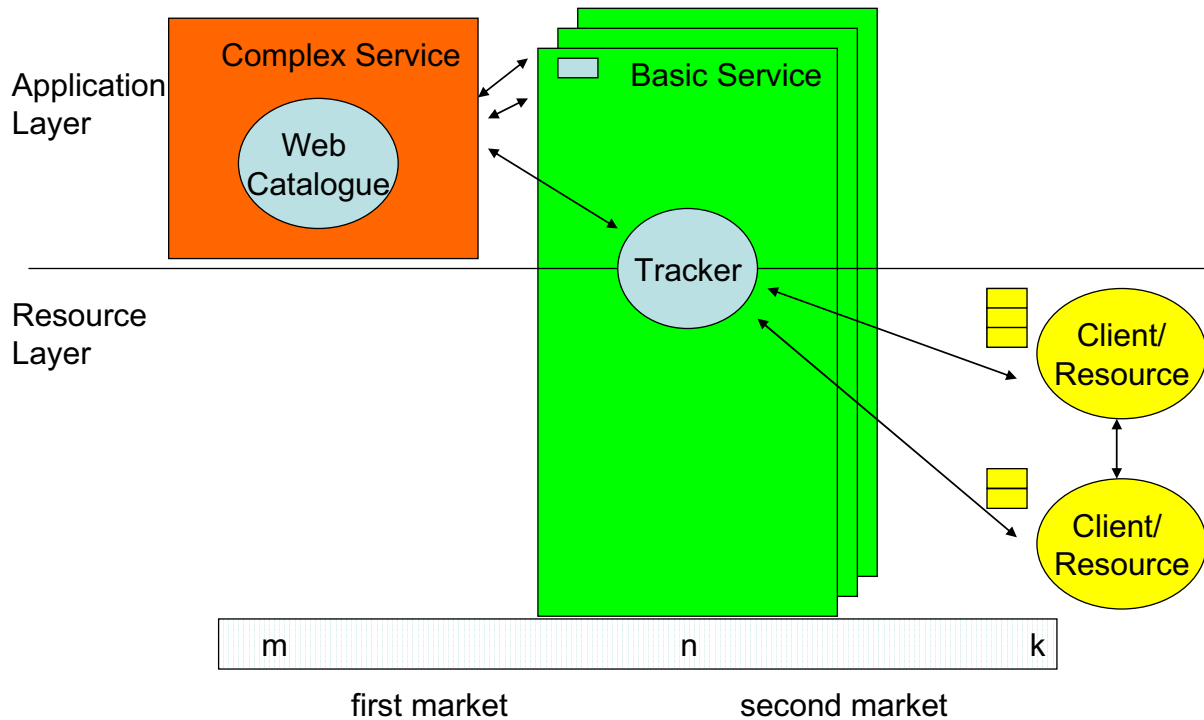 Complex Service
Basic Service
Application
Layer
Web
Catalogue
Tracker
Resource
Layer
Client/
Resource
Client/
Resource
m
n
k
first market
second market